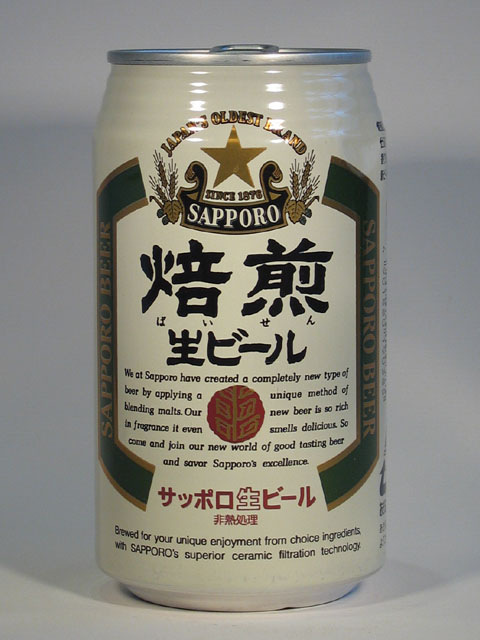 JAPAN'S OLDEST BRAND
SINCE 1876
SAPPORO
焙煎
ばいせん
生ビール
We at Sapporo have created a completely new type of
beer by applying a unique method of
blending malts. Our new beer is so rich
in fragrance it even smells delicious. So
come and join our new world of good tasting beer
and savor Sapporo's excellence.
サッポロ生ビール
非熱処理
Brewed for your unique enjoyment from choice ingredients,
with SAPPORO's superior ceramic filtration technology.
SAPPORO BEER
SAPPORO BEER